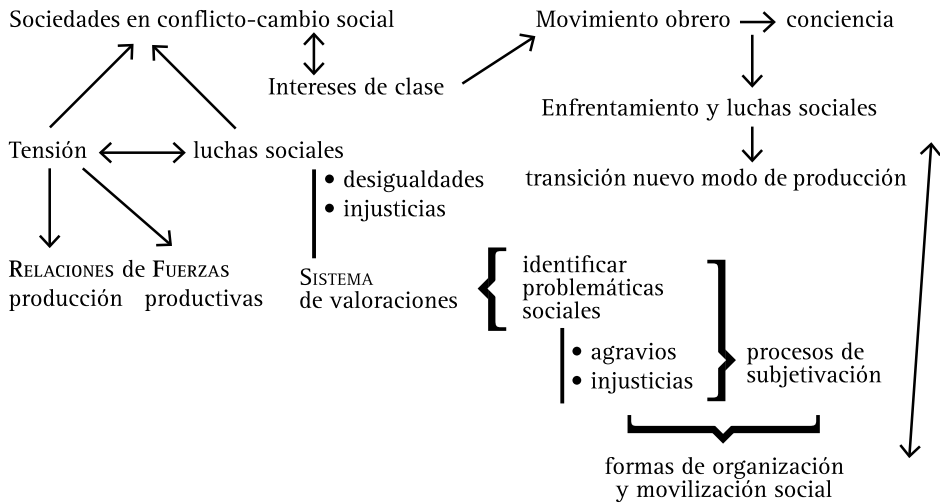 Sociedades en conflicto-cambio social
Movimiento obrero
conciencia
Intereses de clase
Enfrentamiento y luchas sociales
Tensión
luchas sociales
• desigualdades
• injusticias
transición nuevo modo de producción
RELACIONES de
producción
FUERZAS
productivas
SISTEMA
de valoraciones
identificar
problemáticas
sociales
• agravios
• injusticias
procesos de
subjetivación
formas de organización
y movilización social